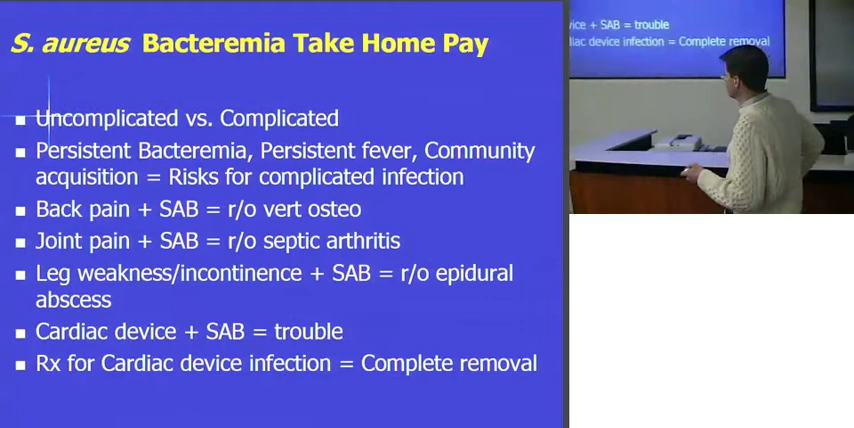 S. aureus Bacteremia Take Home Pay
Uncomplicated vs. Complicated
Persistent Bacteremia, Persistent fever, Community
acquisition = Risks for complicated infection
Back pain + SAB = r/o vert osteo
Joint pain + SAB = r/o septic arthritis
Leg weakness/incontinence + SAB = r/o epidural
abscess
Cardiac device + SAB = trouble
Rx for Cardiac device infection = Complete removal
vice + SAB = trouble
iac device infection = Complete removal